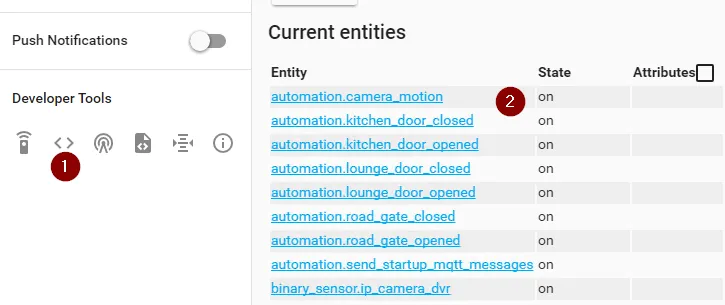 Push Notifications
Developer Tools
1
Current entities
Entity State Attributes
automation.camera_motion on
2
automation.kitchen_door_closed on
automation.kitchen_door_opened on
automation.lounge_door_closed on
automation.lounge_door_opened on
automation.road_gate_closed on
automation.road_gate_opened on
automation.send_startup_mqtt_messages on
binary_sensor.ip_camera_dvr on